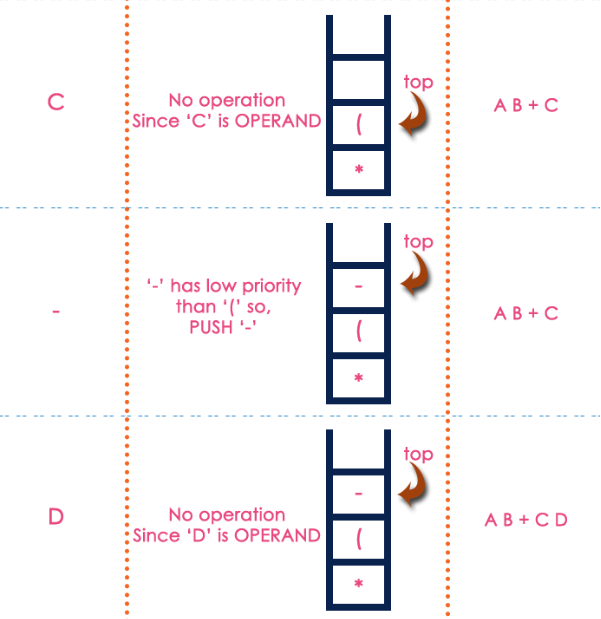 C
No operation
Since ‘C’ is OPERAND
top
(
*
A B + C
-
‘-’ has low priority
than ‘(’ so,
PUSH ‘-’
top
-
(
*
A B + C
D
No operation
Since ‘D’ is OPERAND
top
-
(
*
A B + C D